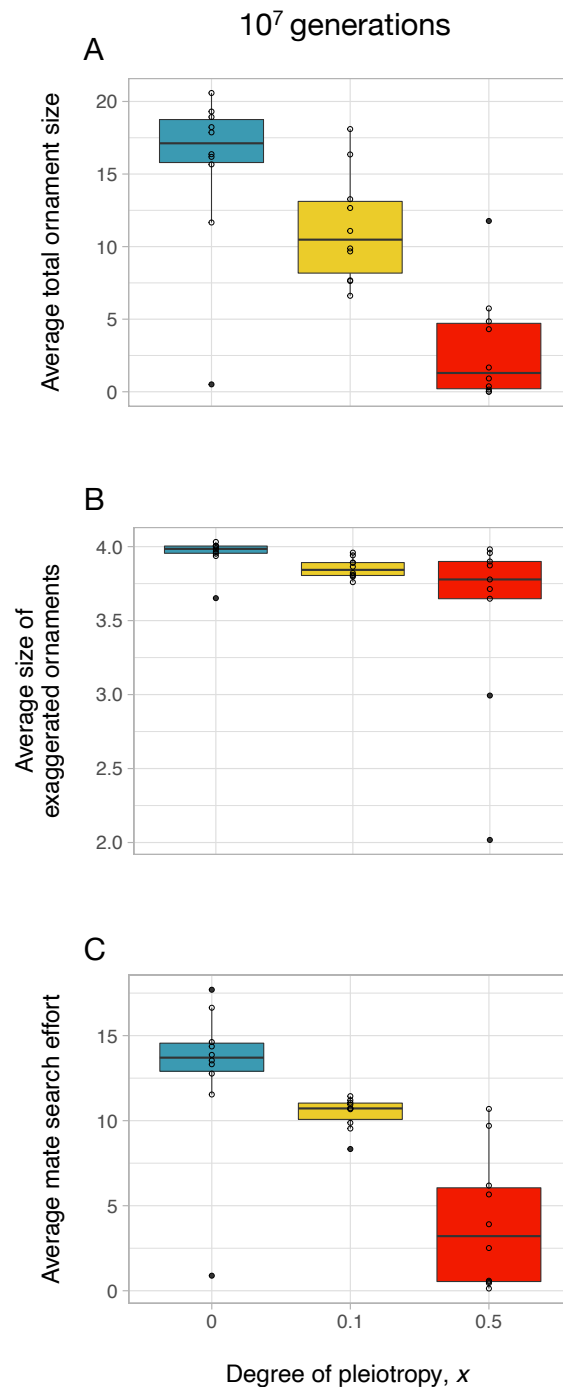 10⁷ generations
A
Average total ornament size
20
15
10
5
0
B
Average size of
exaggerated ornaments
4.0
3.5
3.0
2.5
2.0
C
Average mate search effort
15
10
5
0
0
0.1
0.5
Degree of pleiotropy, x